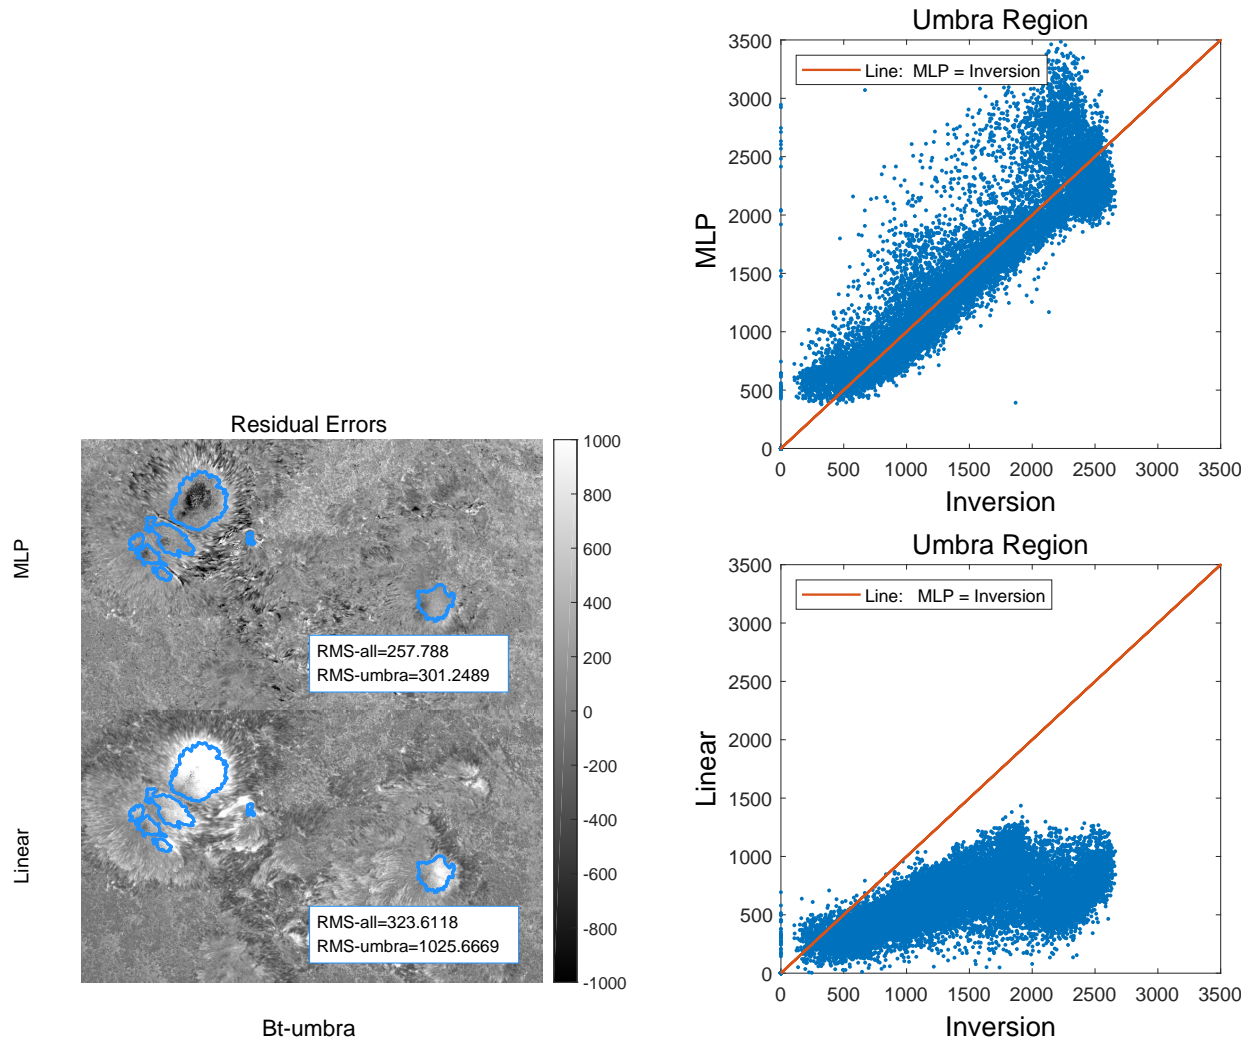 Residual Errors
MLP
RMS-all=257.788
RMS-umbra=301.2489
Linear
RMS-all=323.6118
RMS-umbra=1025.6669
1000
800
600
400
200
0
-200
-400
-600
-800
-1000
Bt-umbra
Umbra Region
Line: MLP = Inversion
MLP
3500
3000
2500
2000
1500
1000
500
0
0 500 1000 1500 2000 2500 3000 3500
Inversion
Umbra Region
Line: MLP = Inversion
Linear
3500
3000
2500
2000
1500
1000
500
0
0 500 1000 1500 2000 2500 3000 3500
Inversion